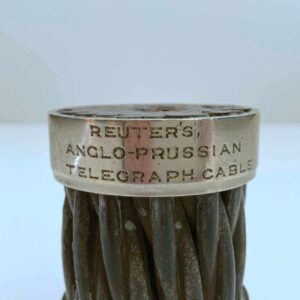 REUTER'S,
ANGLO-PRUSSIAN
TELEGRAPH CABLE